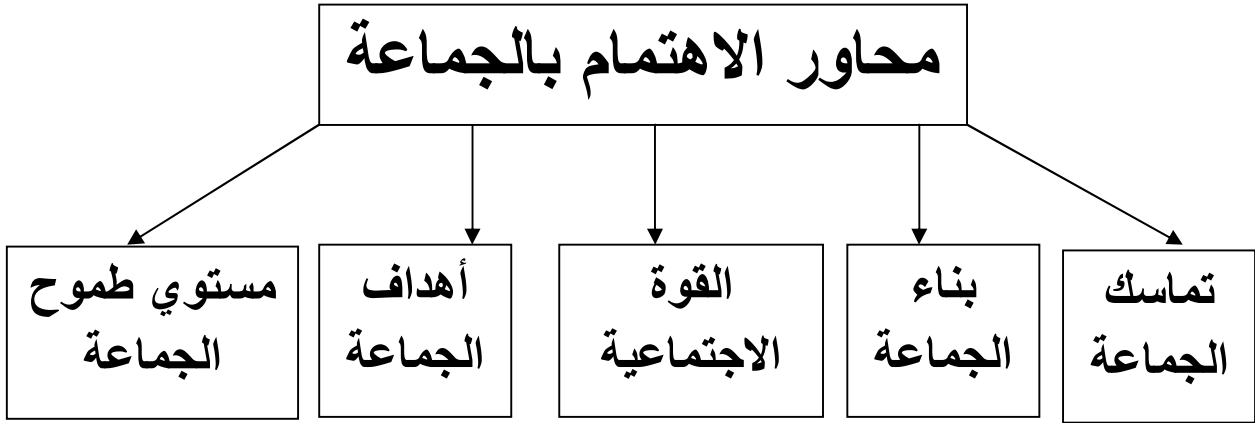 محاور الاهتمام بالجماعة
تماسك
الجماعة
بناء
الجماعة
القوة
الاجتماعية
أهداف
الجماعة
مستوي طموح
الجماعة